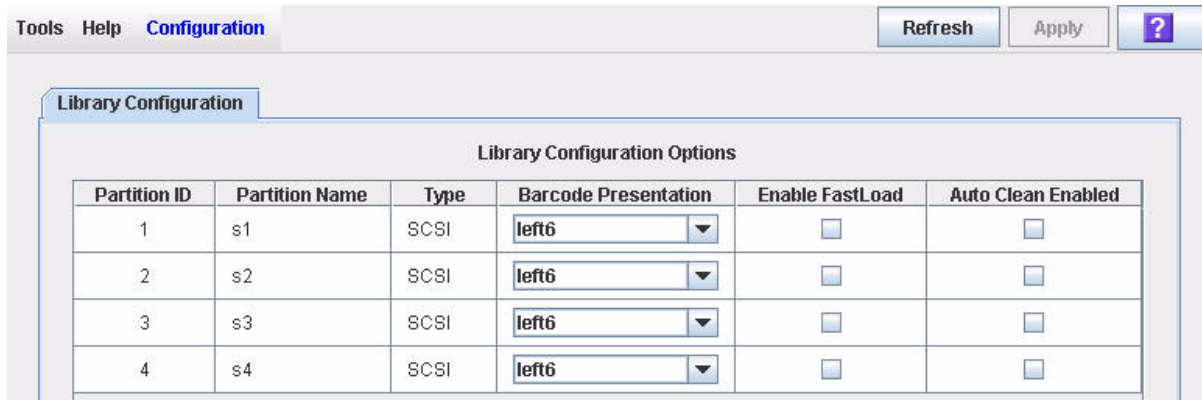 Tools Help Configuration Refresh Apply ?
Library Configuration
Library Configuration Options
Partition ID Partition Name Type Barcode Presentation Enable FastLoad Auto Clean Enabled
1 s1 SCSI left6
2 s2 SCSI left6
3 s3 SCSI left6
4 s4 SCSI left6